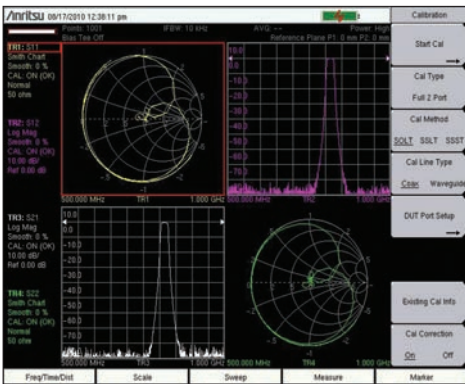 Anritsu 08/17/2010 12:38:11 pm
Calibration
Points: 1001 IFBW: 10 kHz AVG: -- Power: High
Bias Tee Off Reference Plane P1: 0 mm P2: 0 mm
TR1: S11
Smith Chart
Smooth: 0 %
CAL: ON (OK)
Normal
50 ohm
TR2: S12
Log Mag
Smooth: 0 %
CAL: ON (OK)
10.00 dB/
Ref 0.00 dB
500.000 MHz TR1 1.000 GHz
500.000 MHz TR2 1.000 GHz
TR3: S21
Log Mag
Smooth: 0 %
CAL: ON (OK)
10.00 dB/
Ref 0.00 dB
TR4: S22
Smith Chart
Smooth: 0 %
CAL: ON (OK)
Normal
50 ohm
500.000 MHz TR3 1.000 GHz
500.000 MHz TR4 1.000 GHz
Start Cal
Cal Type
Full 2 Port
Cal Method
SOLT SSLT SSST
Cal Line Type
Coax Waveguide
DUT Port Setup
Existing Cal Info
Cal Correction
On Off
Freq/Time/Dist Scale Sweep Measure Marker